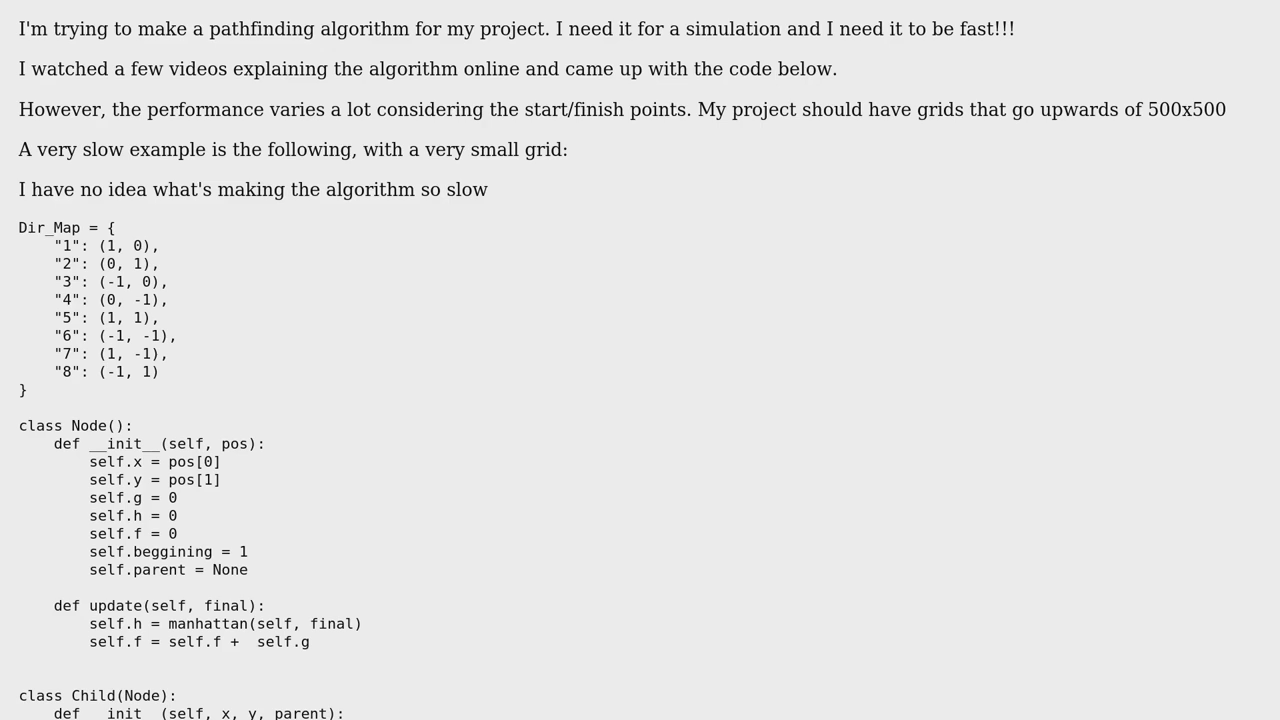 I'm trying to make a pathfinding algorithm for my project. I need it for a simulation and I need it to be fast!!!
I watched a few videos explaining the algorithm online and came up with the code below.
However, the performance varies a lot considering the start/finish points. My project should have grids that go upwards of 500x500
A very slow example is the following, with a very small grid:
I have no idea what's making the algorithm so slow
Dir_Map = {
    "1": (1, 0),
    "2": (0, 1),
    "3": (-1, 0),
    "4": (0, -1),
    "5": (1, 1),
    "6": (-1, -1),
    "7": (1, -1),
    "8": (-1, 1)
}
class Node():
    def __init__(self, pos):
        self.x = pos[0]
        self.y = pos[1]
        self.g = 0
        self.h = 0
        self.f = 0
        self.beggining = 1
        self.parent = None
    def update(self, final):
        self.h = manhattan(self, final)
        self.f = self.f +  self.g
class Child(Node):
    def __init__(self, x, y, parent):